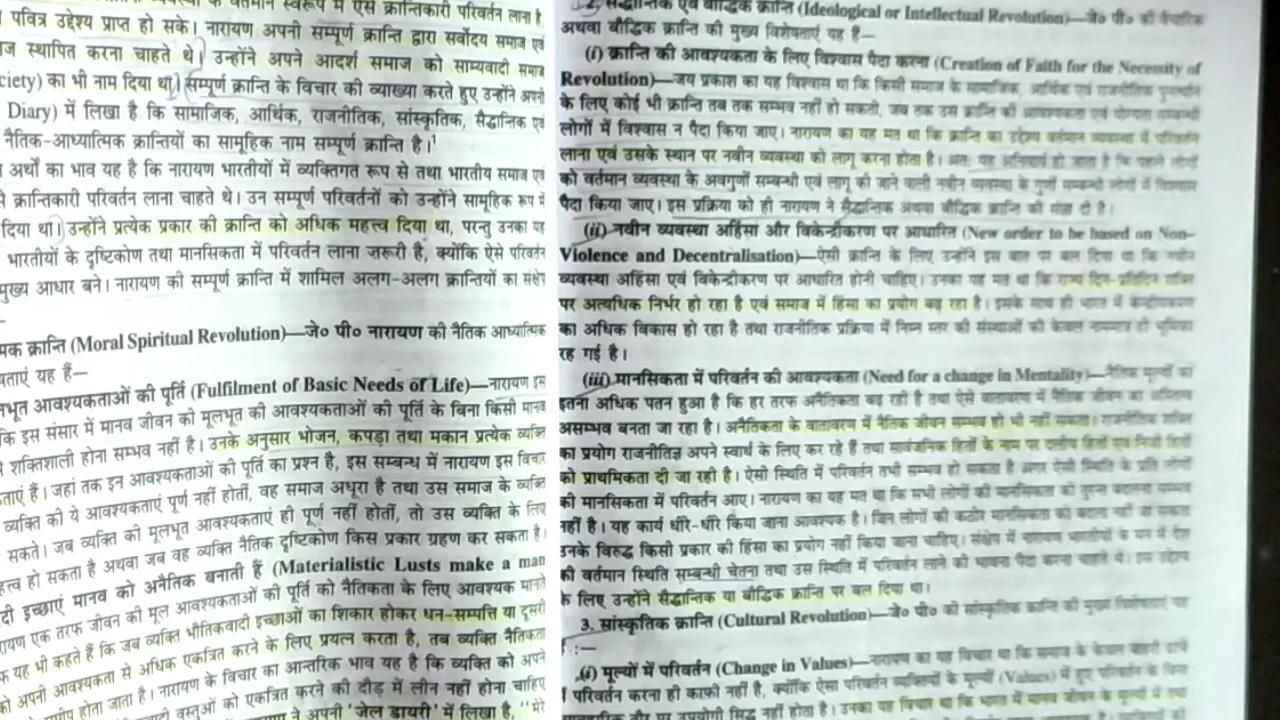 पवित्र उद्देश्य प्राप्त हो सके। नारायण अपनी सम्पूर्ण क्रान्ति द्वारा सर्वोदय समाज एवं
स्थापित करना चाहते थे। उन्होंने अपने आदर्श समाज को साम्यवादी समाज
ciety) का भी नाम दिया था। सम्पूर्ण क्रान्ति के विचार की व्याख्या करते हुए उन्होंने अपनी
Diary) में लिखा है कि सामाजिक, आर्थिक, राजनीतिक, सांस्कृतिक, सैद्धान्तिक एवं
नैतिक-आध्यात्मिक क्रान्तियों का सामूहिक नाम सम्पूर्ण क्रान्ति है।¹
अर्थों का भाव यह है कि नारायण भारतीयों में व्यक्तिगत रूप से तथा भारतीय समाज एवं
क्रान्तिकारी परिवर्तन लाना चाहते थे। उन सम्पूर्ण परिवर्तनों को उन्होंने सामूहिक रूप में
दिया था। उन्होंने प्रत्येक प्रकार की क्रान्ति को अधिक महत्त्व दिया था, परन्तु उनका यह
भारतीयों के दृष्टिकोण तथा मानसिकता में परिवर्तन लाना जरूरी है, क्योंकि ऐसे परिवर्तन
मुख्य आधार बने। नारायण की सम्पूर्ण क्रान्ति में शामिल अलग-अलग क्रान्तियों का संक्षेप
क्रान्ति (Moral Spiritual Revolution)—जे० पी० नारायण की नैतिक आध्यात्मिक
यह हैं—
आवश्यकताओं की पूर्ति (Fulfilment of Basic Needs of Life)—नारायण इस
कि इस संसार में मानव जीवन की मूलभूत की आवश्यकताओं की पूर्ति के बिना किसी मानव
शक्तिशाली होना सम्भव नहीं है। उनके अनुसार भोजन, कपड़ा तथा मकान प्रत्येक व्यक्ति
हैं। जहां तक इन आवश्यकताओं की पूर्ति का प्रश्न है, इस सम्बन्ध में नारायण इस विचार
व्यक्ति की ये आवश्यकताएं पूर्ण नहीं होतीं, वह समाज अधूरा है तथा उस समाज के व्यक्ति
सकते। जब व्यक्ति की मूलभूत आवश्यकताएं ही पूर्ण नहीं होतीं, तो उस व्यक्ति के लिए
हो सकता है अथवा जब वह व्यक्ति नैतिक दृष्टिकोण किस प्रकार ग्रहण कर सकता है।
इच्छाएं मानव को अनैतिक बनाती हैं (Materialistic Lusts make a man
एक तरफ जीवन की मूल आवश्यकताओं की पूर्ति को नैतिकता के लिए आवश्यक मानते
यह भी कहते हैं कि जब व्यक्ति भौतिकवादी इच्छाओं का शिकार होकर धन-सम्पत्ति या दूसरी
को अपनी आवश्यकता से अधिक एकत्रित करने के लिए प्रयत्न करता है, तब व्यक्ति नैतिकता
होता जाता है। नारायण के विचार का आन्तरिक भाव यह है कि व्यक्ति को अपने
वस्तुओं को एकत्रित करने की दौड़ में लीन नहीं होना चाहिए
ने अपनी 'जेल डायरी' में लिखा है, "मेरे
2. सैद्धान्तिक एवं बौद्धिक क्रान्ति (Ideological or Intellectual Revolution)—जे० पी० की वैचारिक
अथवा बौद्धिक क्रान्ति की मुख्य विशेषताएं यह है—
(i) क्रान्ति की आवश्यकता के लिए विश्वास पैदा करना (Creation of Faith for the Necessity of
Revolution)—जय प्रकाश का यह विश्वास था कि किसी समाज के सामाजिक, आर्थिक एवं राजनीतिक
के लिए कोई भी क्रान्ति तब तक सम्भव नहीं हो सकती, जब तक उस क्रान्ति की आवश्यकता एवं योग्यता सम्बन्धी
लोगों में विश्वास न पैदा किया जाए। नारायण का यह मत था कि क्रान्ति का उद्देश्य वर्तमान व्यवस्था में परिवर्तन
लाना एवं उसके स्थान पर नवीन व्यवस्था को लागू करना होता है। अतः यह अनिवार्य हो जाता है कि पहले लोगों
को वर्तमान व्यवस्था के अवगुणों सम्बन्धी एवं लागू की जाने वाली नवीन व्यवस्था के गुणों सम्बन्धी लोगों में विश्वास
पैदा किया जाए। इस प्रक्रिया को ही नारायण ने सैद्धान्तिक अथवा बौद्धिक क्रान्ति की संज्ञा दी है।
(ii) नवीन व्यवस्था अहिंसा और विकेन्द्रीकरण पर आधारित (New order to be based on Non-
Violence and Decentralisation)—ऐसी क्रान्ति के लिए उन्होंने इस बात पर बल दिया था कि नवीन
व्यवस्था अहिंसा एवं विकेन्द्रीकरण पर आधारित होनी चाहिए। उनका यह मत था कि राज्य दिन-प्रतिदिन शक्ति
पर अत्यधिक निर्भर हो रहा है एवं समाज में हिंसा का प्रयोग बढ़ रहा है। इसके साथ ही भारत में केन्द्रीयकरण
का अधिक विकास हो रहा है तथा राजनीतिक प्रक्रिया में निम्न स्तर की संस्थाओं की केवल नाममात्र ही भूमिका
रह गई है।
(iii) मानसिकता में परिवर्तन की आवश्यकता (Need for a change in Mentality)—नैतिक मूल्यों का
इतना अधिक पतन हुआ है कि हर तरफ अनैतिकता बढ़ रही है तथा ऐसे वातावरण में नैतिक जीवन का अस्तित्व
असम्भव बनता जा रहा है। अनैतिकता के वातावरण में नैतिक जीवन सम्भव हो भी नहीं सकता। राजनीतिक शक्ति
का प्रयोग राजनीतिज्ञ अपने स्वार्थ के लिए कर रहे हैं तथा सार्वजनिक हितों के नाम पर दलीय हितों एवं निजी हितों
को प्राथमिकता दी जा रही है। ऐसी स्थिति में परिवर्तन तभी सम्भव हो सकता है अगर ऐसी स्थिति के प्रति लोगों
की मानसिकता में परिवर्तन आए। नारायण का यह मत था कि सभी लोगों की मानसिकता को तुरन्त बदलना सम्भव
नहीं है। यह कार्य धीरे-धीरे किया जाना आवश्यक है। जिन लोगों की कठोर मानसिकता को बदला नहीं जा सकता
उनके विरुद्ध किसी प्रकार की हिंसा का प्रयोग नहीं किया जाना चाहिए। संक्षेप में नारायण भारतीयों के मन में देश
की वर्तमान स्थिति सम्बन्धी चेतना तथा उस स्थिति में परिवर्तन लाने की भावना पैदा करना चाहते थे। इस उद्देश्य
के लिए उन्होंने सैद्धान्तिक या बौद्धिक क्रान्ति पर बल दिया था।
3. सांस्कृतिक क्रान्ति (Cultural Revolution)—जे० पी० की सांस्कृतिक क्रान्ति की मुख्य विशेषताएं यह
:—
(i) मूल्यों में परिवर्तन (Change in Values)—नारायण का यह विचार था कि समाज के केवल बाहरी ढांचे
परिवर्तन करना ही काफी नहीं है, क्योंकि ऐसा परिवर्तन व्यक्तियों के मूल्यों (Values) में हुए परिवर्तन के बिना
तौर पर उपयोगी सिद्ध नहीं होता है। उनका यह विचार था कि भारत में मानव जीवन के मूल्यों में